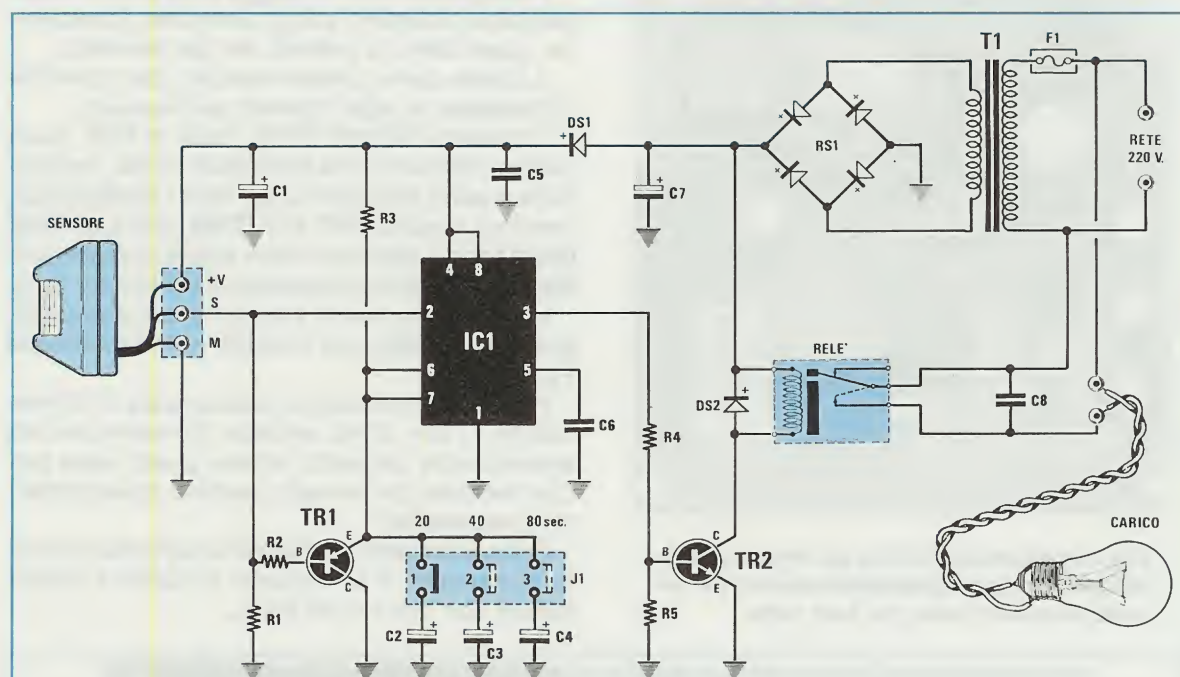 T1
F1
RETE
220 V.
RS1
DS1
C5
C7
C1
R3
SENSORE
+V
S
M
4 8
2 3
IC1
6 5
7
1
C6
R4
DS2
RELE'
C8
CARICO
TR1
R2
B E C
R1
20 40 80 sec.
1 2 3
J1
C2 C3 C4
+ + +
TR2
B C E
R5